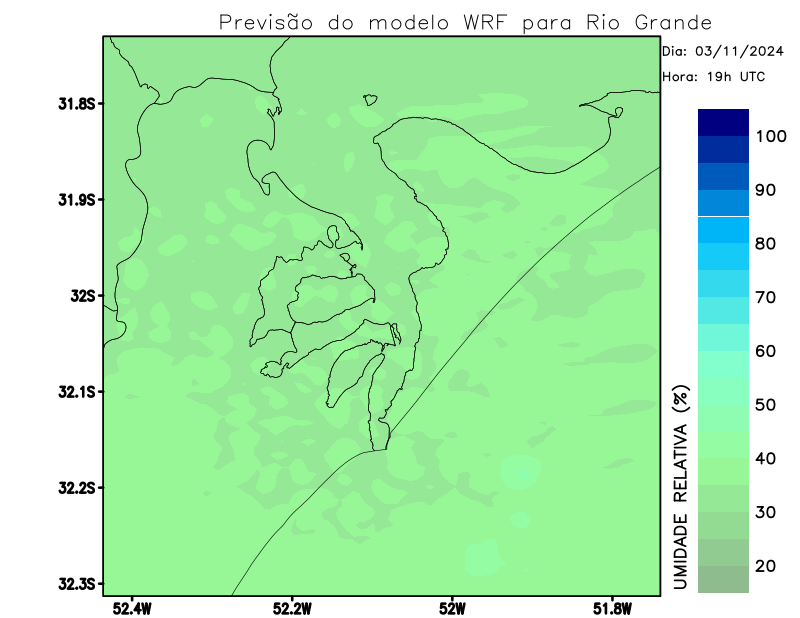 Previsão do modelo WRF para Rio Grande
Dia: 03/11/2024
Hora: 19h UTC
31.8S
31.9S
32S
32.1S
32.2S
32.3S
52.4W
52.2W
52W
51.8W
100
90
80
70
60
50
40
30
20
UMIDADE RELATIVA (%)